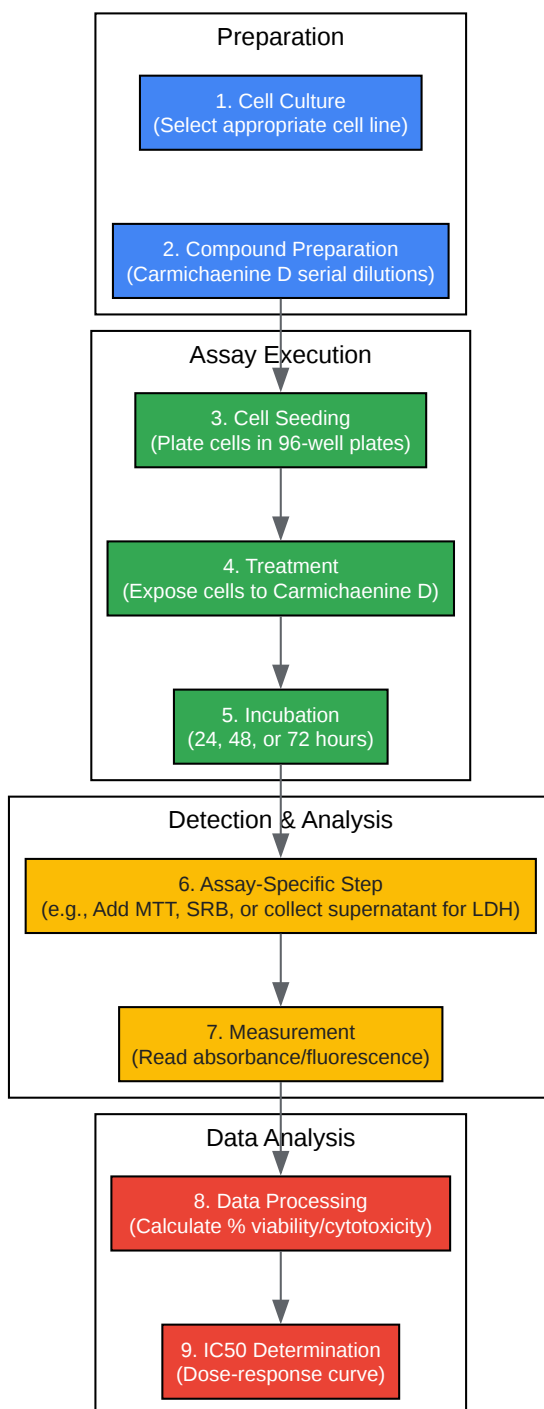 Preparation
1. Cell Culture
(Select appropriate cell line)
2. Compound Preparation
(Carmichaenine D serial dilutions)
Assay Execution
3. Cell Seeding
(Plate cells in 96-well plates)
4. Treatment
(Expose cells to Carmichaenine D)
5. Incubation
(24, 48, or 72 hours)
Detection & Analysis
6. Assay-Specific Step
(e.g., Add MTT, SRB, or collect supernatant for LDH)
7. Measurement
(Read absorbance/fluorescence)
Data Analysis
8. Data Processing
(Calculate % viability/cytotoxicity)
9. IC50 Determination
(Dose-response curve)